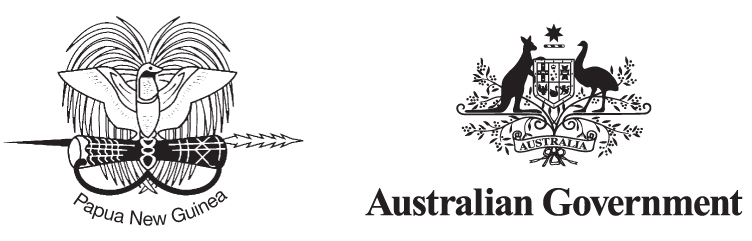 Papua New Guinea
AUSTRALIA
Australian Government